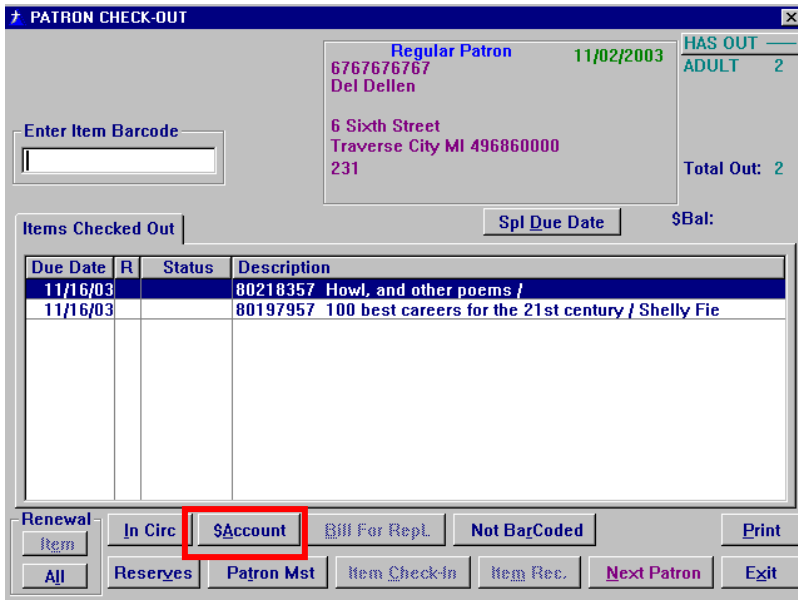 PATRON CHECK-OUT
Regular Patron 11/02/2003
6767676767
Del Dellen
6 Sixth Street
Traverse City MI 496860000
231
HAS OUT
ADULT 2
Total Out: 2
Enter Item Barcode
Spl Due Date
$Bal:
Items Checked Out
Due Date R Status Description
11/16/03 80218357 Howl, and other poems /
11/16/03 80197957 100 best careers for the 21st century / Shelly Fie
Renewal
Item
All
In Circ $Account Bill For Repl. Not BarCoded Print
Reserves Patron Mst Item Check-In Item Rec. Next Patron Exit